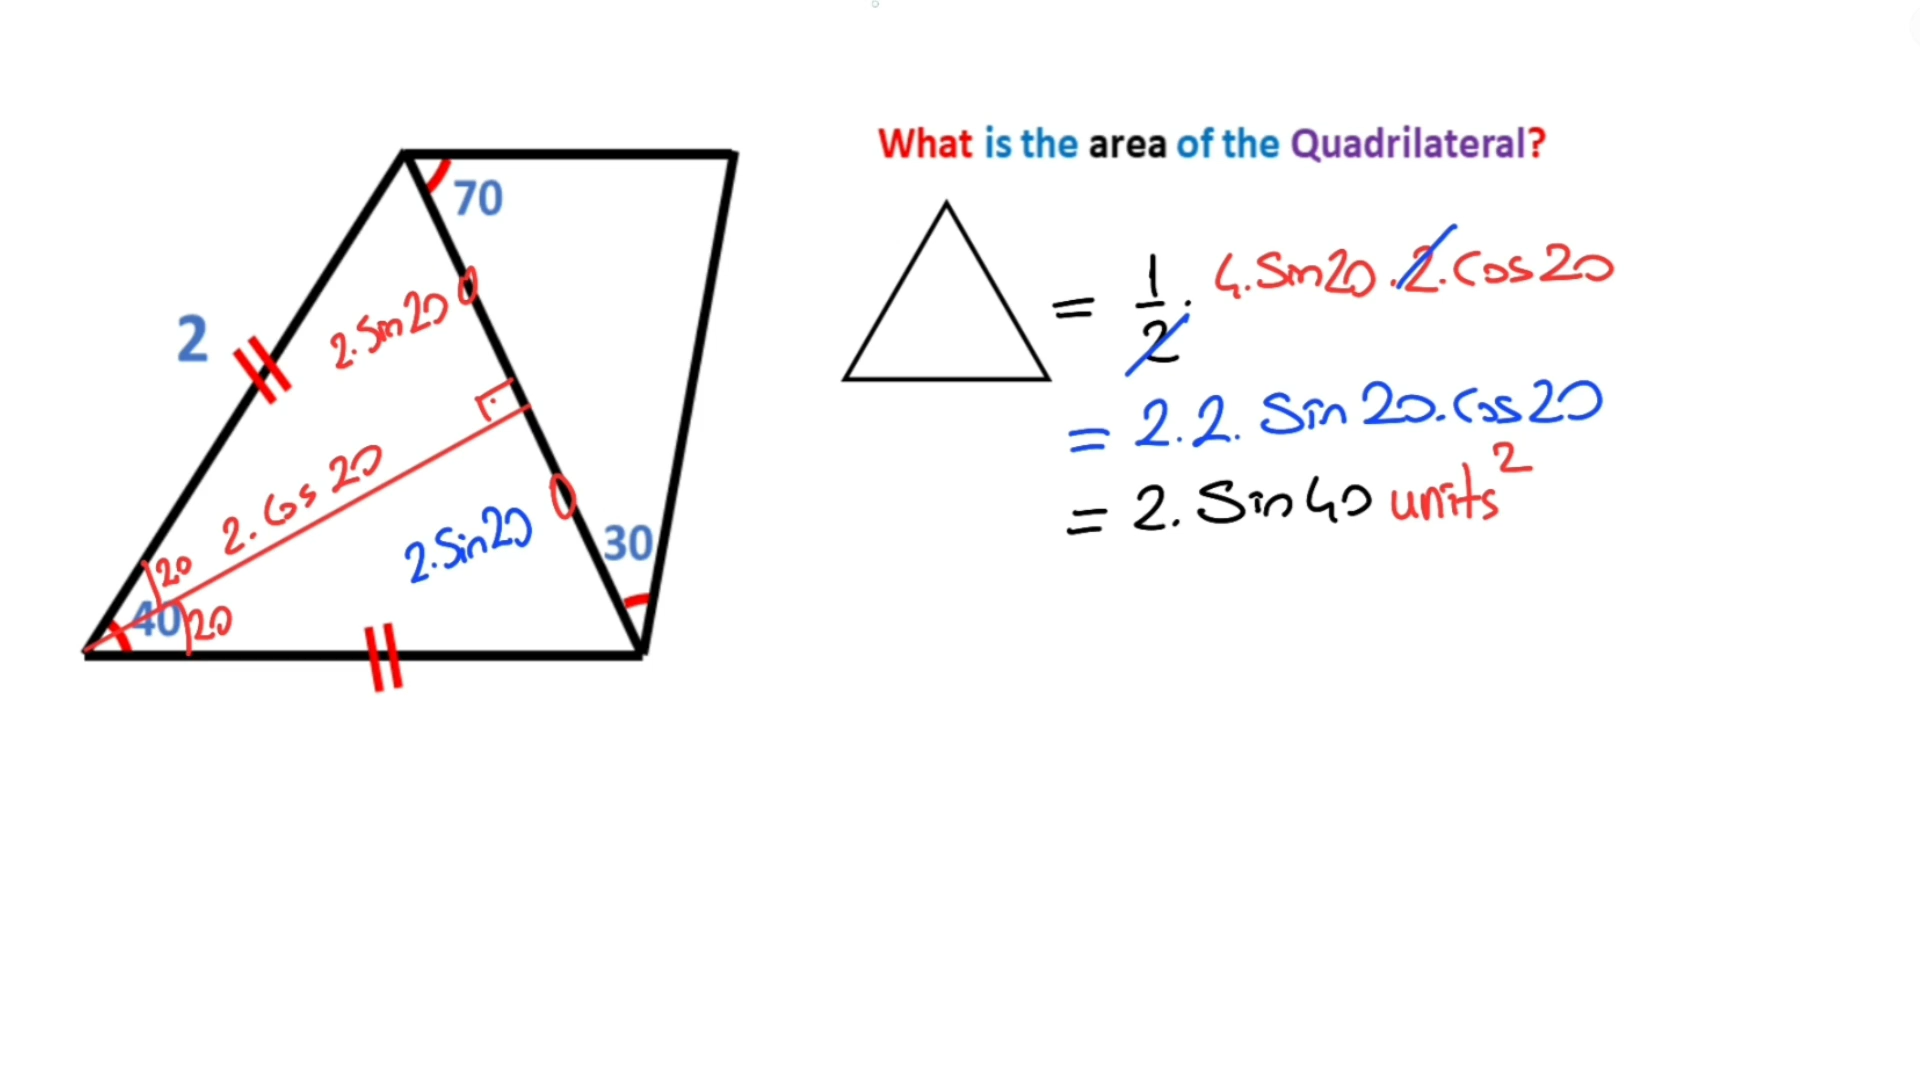 What is the area of the Quadrilateral?
70
2
2.Sin20
= 1/2 . 4.Sin20.2.Cos20
= 2.2. Sin20.Cos20
2.Cos20
= 2.Sin40 units²
2.Sin20
30
20
40
20